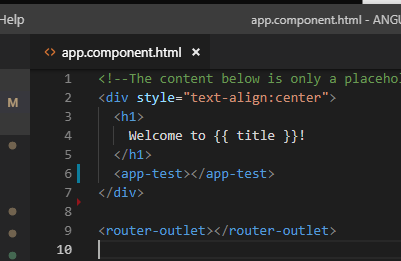 Help
app.component.html - ANGU
<> app.component.html ×
M
1 <!--The content below is only a placeho
2 <div style="text-align:center">
3 <h1>
4 Welcome to {{ title }}!
5 </h1>
6 <app-test></app-test>
7 </div>
8
9 <router-outlet></router-outlet>
10